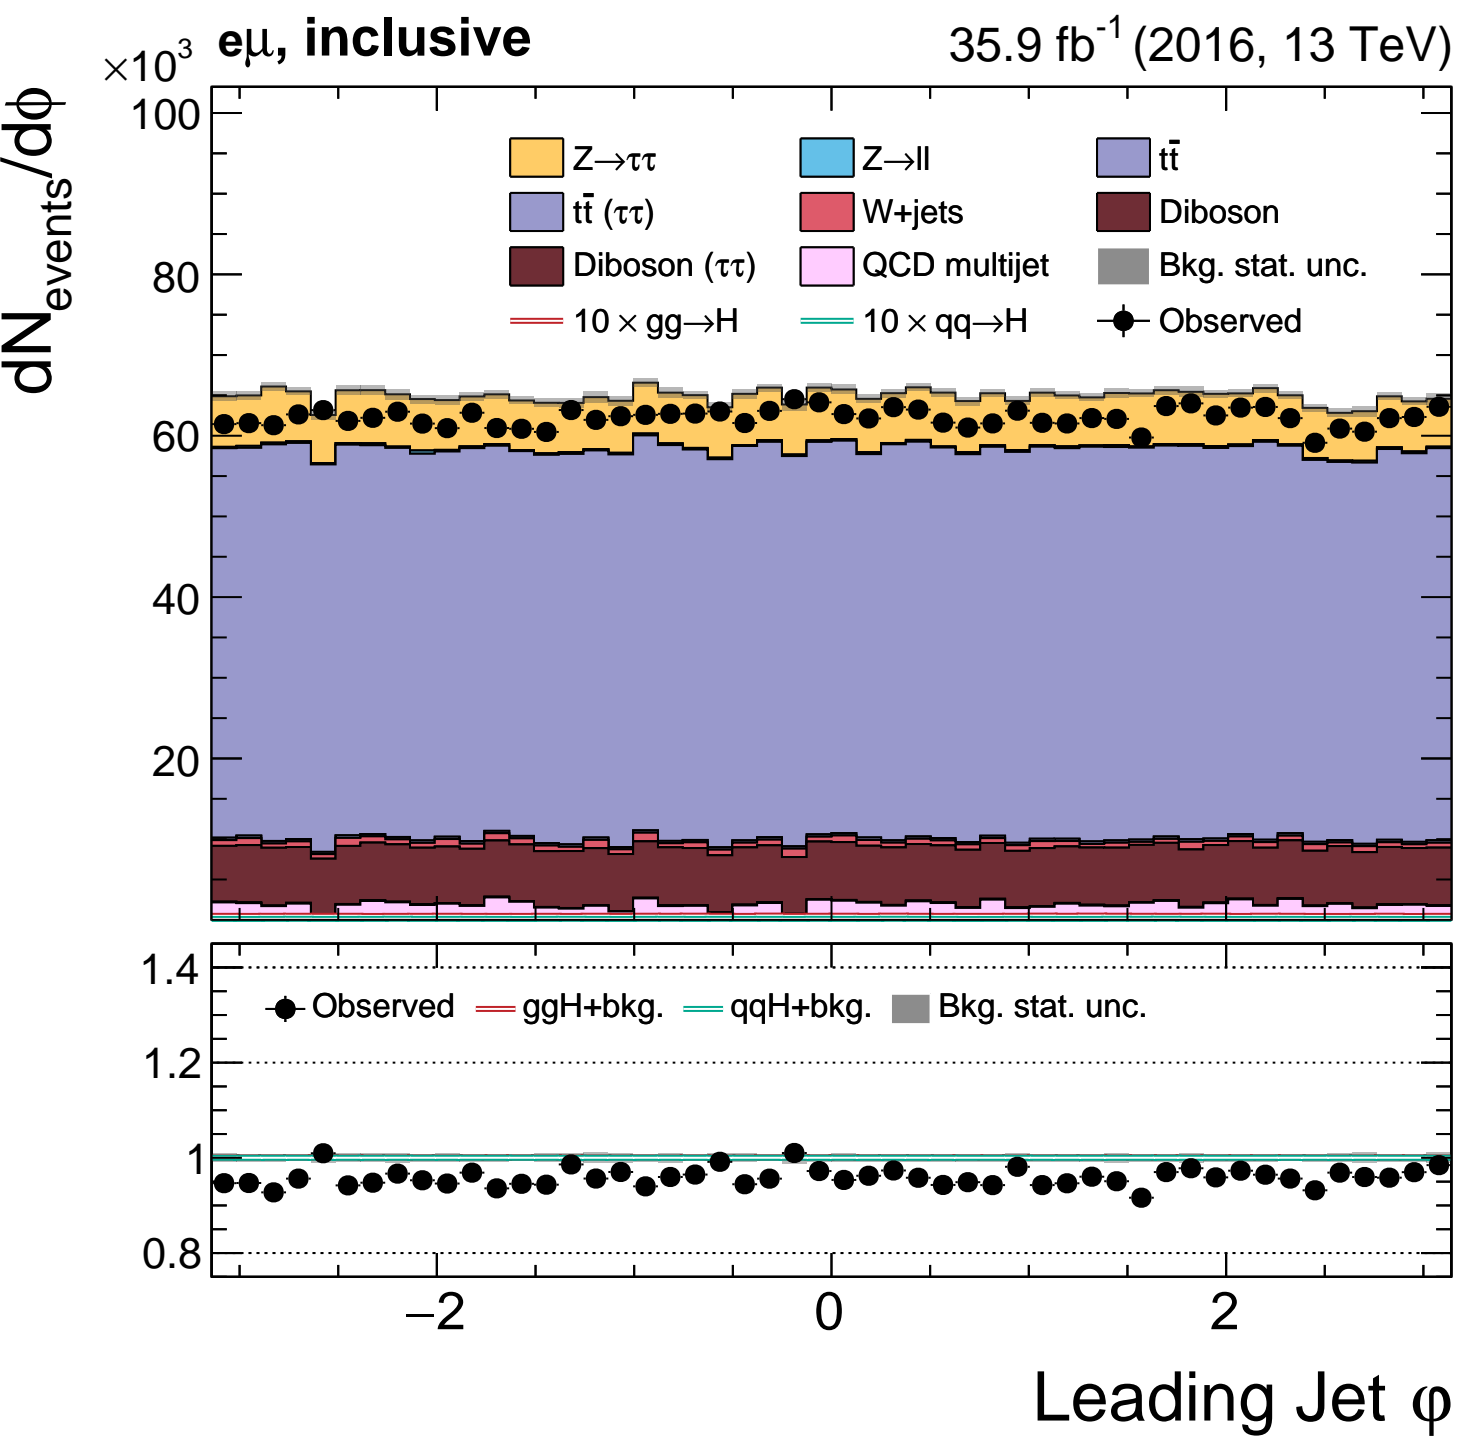 eμ, inclusive 35.9 fb⁻¹ (2016, 13 TeV)
×10³
dN_events/dϕ
100
80
60
40
20
Z→ττ Z→ll tt̄
tt̄ (ττ) W+jets Diboson
Diboson (ττ) QCD multijet Bkg. stat. unc.
10 × gg→H 10 × qq→H Observed
1.4
Observed ggH+bkg. qqH+bkg. Bkg. stat. unc.
1.2
1
0.8
−2 0 2
Leading Jet φ